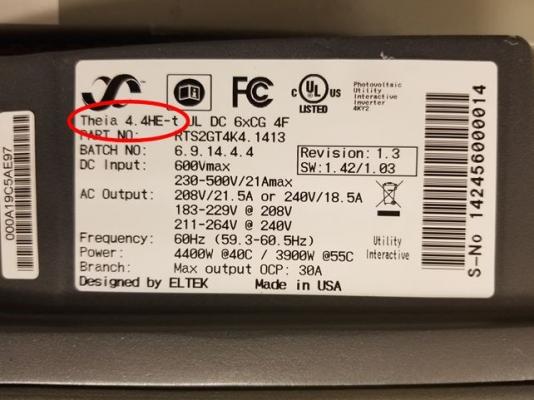 FC
C UL US
LISTED
Photovoltaic
Utility
Interactive
Inverter
4KY2
Theia 4.4HE-t UL DC 6xCG 4F
PART NO: RTS2GT4K4.1413
BATCH NO: 6.9.14.4.4
Revision: 1.3
SW: 1.42/1.03
DC Input: 600Vmax
230-500V/21Amax
AC Output: 208V/21.5A or 240V/18.5A
183-229V @ 208V
211-264V @ 240V
Frequency: 60Hz (59.3-60.5Hz)
Power: 4400W @40C / 3900W @55C
Branch: Max output OCP: 30A
Utility
Interactive
Designed by ELTEK Made in USA
000A19C5AE97
S-No 142456000014